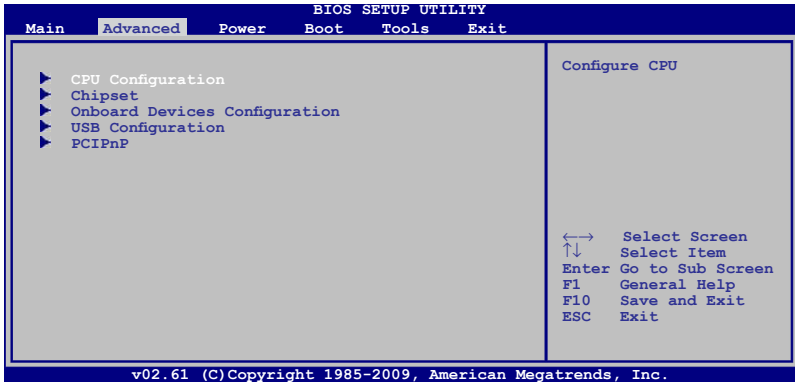 BIOS SETUP UTILITY
Main Advanced Power Boot Tools Exit
CPU Configuration
Chipset
Onboard Devices Configuration
USB Configuration
PCIPnP
Configure CPU
←→ Select Screen
↑↓ Select Item
Enter Go to Sub Screen
F1 General Help
F10 Save and Exit
ESC Exit
v02.61 (C)Copyright 1985-2009, American Megatrends, Inc.